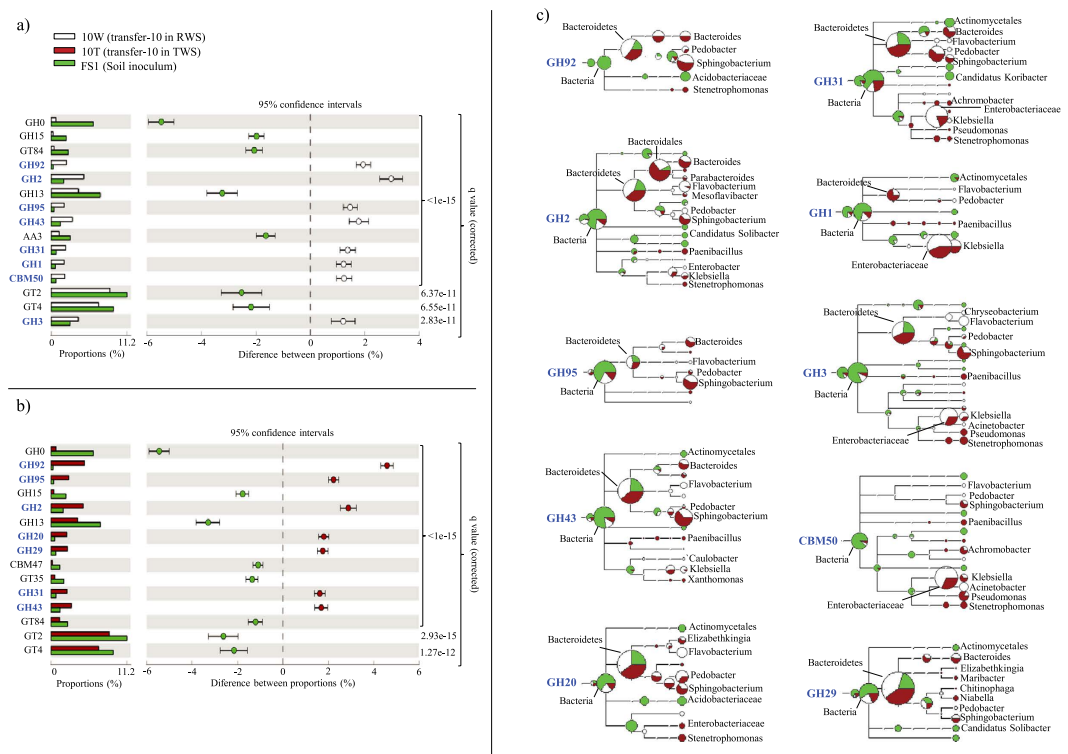 a)
10W (transfer-10 in RWS)
10T (transfer-10 in TWS)
FS1 (Soil inoculum)
95% confidence intervals
GH0
GH15
GT84
GH92
GH2
GH13
GH95
GH43
AA3
GH31
GH1
CBM50
GT2
GT4
GH3
<1e-15
6.37e-11
6.55e-11
2.83e-11
q value (corrected)
0 11.2 -6 -4 -2 0 2 4
Proportions (%)
Difference between proportions (%)
b)
95% confidence intervals
GH0
GH92
GH95
GH15
GH2
GH13
GH20
GH29
CBM47
GT35
GH31
GH43
GT84
GT2
GT4
<1e-15
2.93e-15
1.27e-12
q value (corrected)
0 11.2 -6 -4 -2 0 2 4 6
Proportions (%)
Difference between proportions (%)
c)
GH92
Bacteria
Bacteroidetes
Bacteroides
Pedobacter
Sphingobacterium
Acidobacteriaceae
Stenetrophomonas
GH2
Bacteria
Bacteroidetes
Bacteroidales
Bacteroides
Parabacteroides
Flavobacterium
Mesoflavibacter
Pedobacter
Sphingobacterium
Candidatus Solibacter
Paenibacillus
Enterobacter
Klebsiella
Stenetrophomonas
GH95
Bacteria
Bacteroidetes
Bacteroides
Flavobacterium
Pedobacter
Sphingobacterium
GH43
Bacteria
Bacteroidetes
Actinomycetales
Bacteroides
Flavobacterium
Pedobacter
Sphingobacterium
Paenibacillus
Caulobacter
Klebsiella
Xanthomonas
GH20
Bacteria
Bacteroidetes
Actinomycetales
Elizabethkingia
Flavobacterium
Pedobacter
Sphingobacterium
Acidobacteriaceae
Enterobacteriaceae
Stenetrophomonas
GH31
Bacteria
Bacteroidetes
Actinomycetales
Bacteroides
Flavobacterium
Pedobacter
Sphingobacterium
Candidatus Koribacter
Achromobacter
Enterobacteriaceae
Klebsiella
Pseudomonas
Stenetrophomonas
GH1
Bacteria
Actinomycetales
Flavobacterium
Pedobacter
Paenibacillus
Klebsiella
Enterobacteriaceae
GH3
Bacteria
Bacteroidetes
Chryseobacterium
Flavobacterium
Pedobacter
Sphingobacterium
Paenibacillus
Klebsiella
Acinetobacter
Pseudomonas
Stenetrophomonas
Enterobacteriaceae
CBM50
Bacteria
Flavobacterium
Pedobacter
Sphingobacterium
Paenibacillus
Achromobacter
Klebsiella
Acinetobacter
Pseudomonas
Stenetrophomonas
Enterobacteriaceae
GH29
Bacteria
Bacteroidetes
Actinomycetales
Bacteroides
Elizabethkingia
Maribacter
Chitinophaga
Niabella
Pedobacter
Sphingobacterium
Candidatus Solibacter